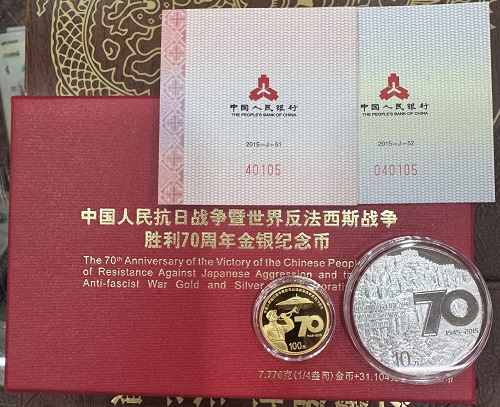 中国人民银行
THE PEOPLE'S BANK OF CHINA
2015-J-51
40105
中国人民银行
THE PEOPLE'S BANK OF CHINA
2015-J-52
040105
中国人民抗日战争暨世界反法西斯战争
胜利70周年金银纪念币
The 70th Anniversary of the Victory of the Chinese People
of Resistance Against Japanese Aggression and
Anti-fascist War Gold and Silver
70
100元
70
1945-2015
10元
7.770克(1/4盎司)金币+31.104